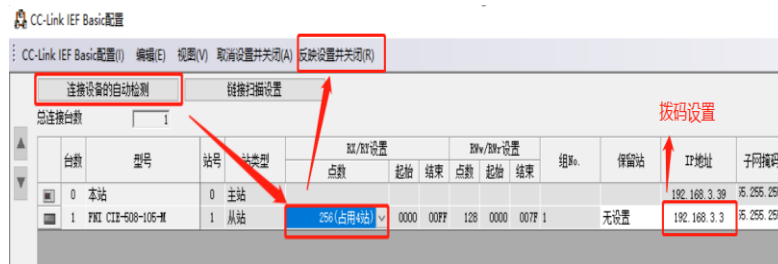 CC-Link IEF Basic配置
CC-Link IEF Basic配置(I) 编辑(E) 视图(V) 取消设置并关闭(A) 反映设置并关闭(R)
连接设备的自动检测 链接扫描设置
总连接台数 1
拨码设置
台数 型号 站号 站类型 RX/RY设置 RWw/RWr设置 组No. 保留站 IP地址 子网掩码
点数 起始 结束 点数 起始 结束
0 本站 0 主站 192.168.3.39 255.255.25
1 FNI CIE-508-105-M 1 从站 256(占用4站) 0000 00FF 128 0000 007F 1 无设置 192.168.3.3 255.255.25